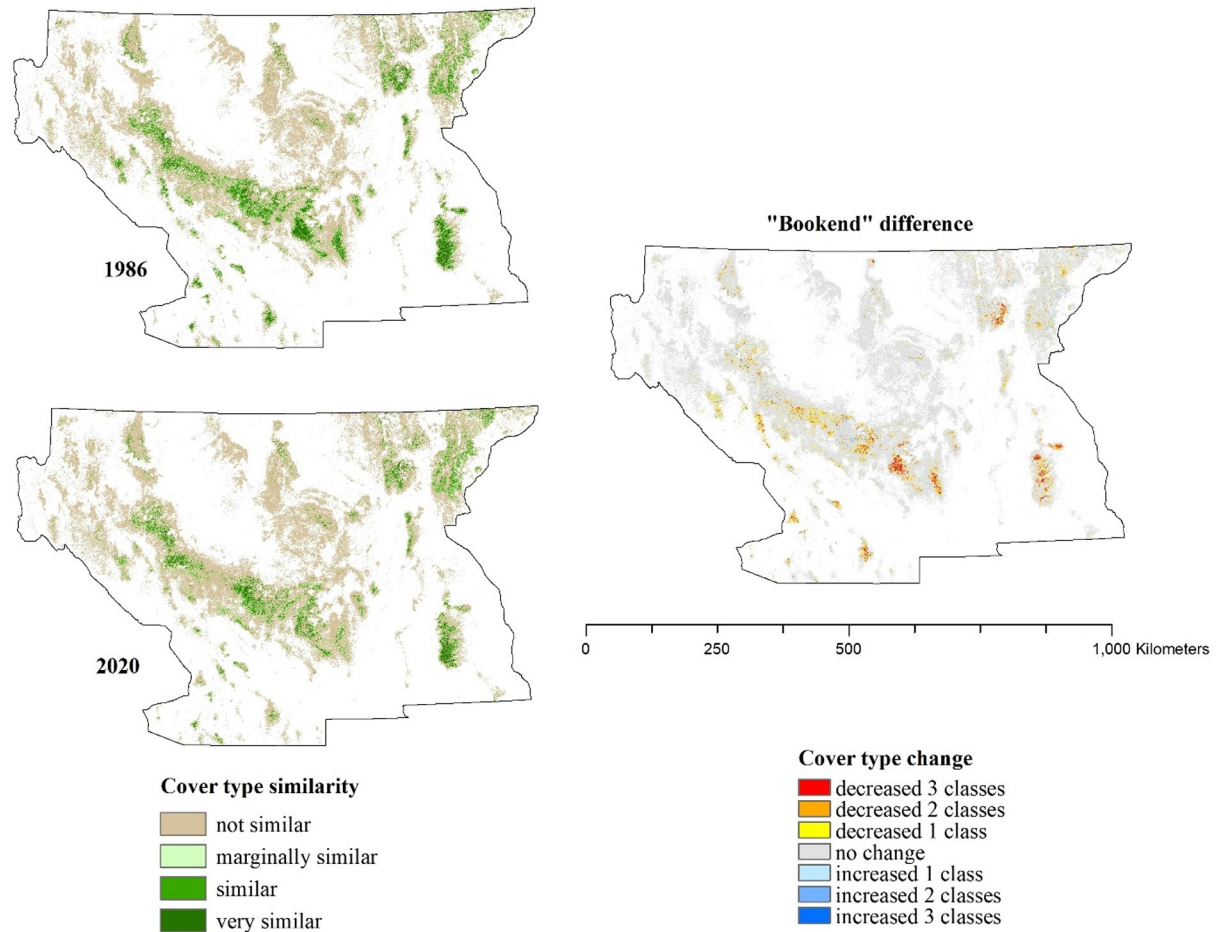 1986
"Bookend" difference
2020
0 250 500 1,000 Kilometers
Cover type similarity
not similar
marginally similar
similar
very similar
Cover type change
decreased 3 classes
decreased 2 classes
decreased 1 class
no change
increased 1 class
increased 2 classes
increased 3 classes